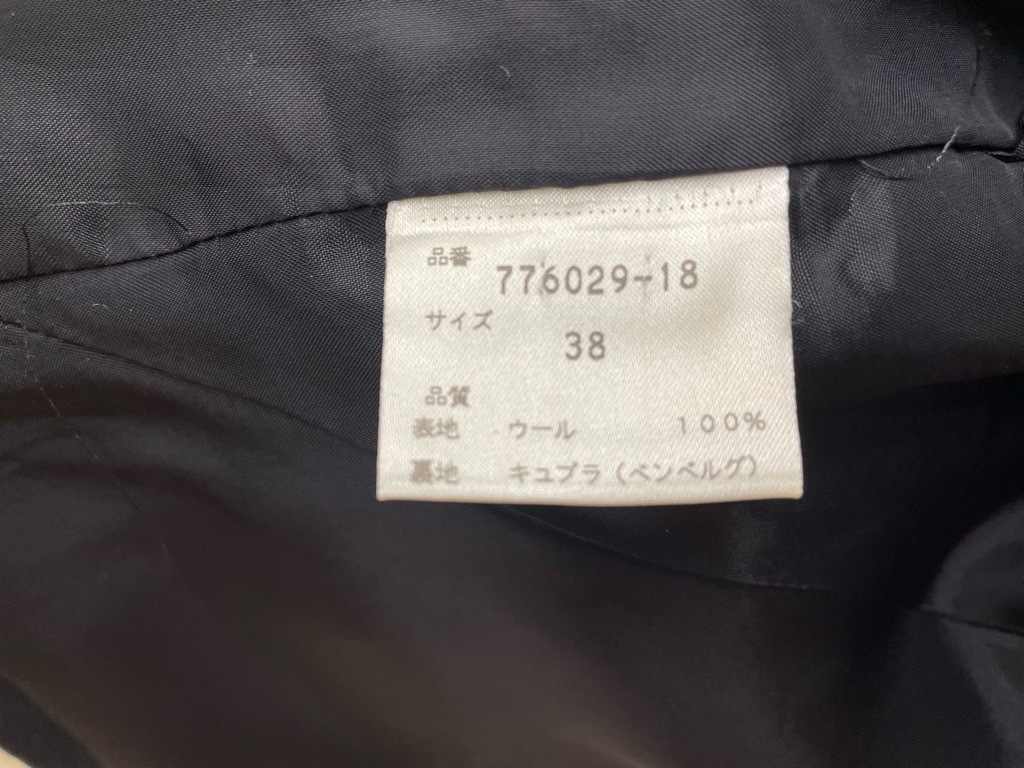 品番 776029-18
サイズ
38
品質
表地 ウール 100%
裏地 キュプラ(ベンベルグ)